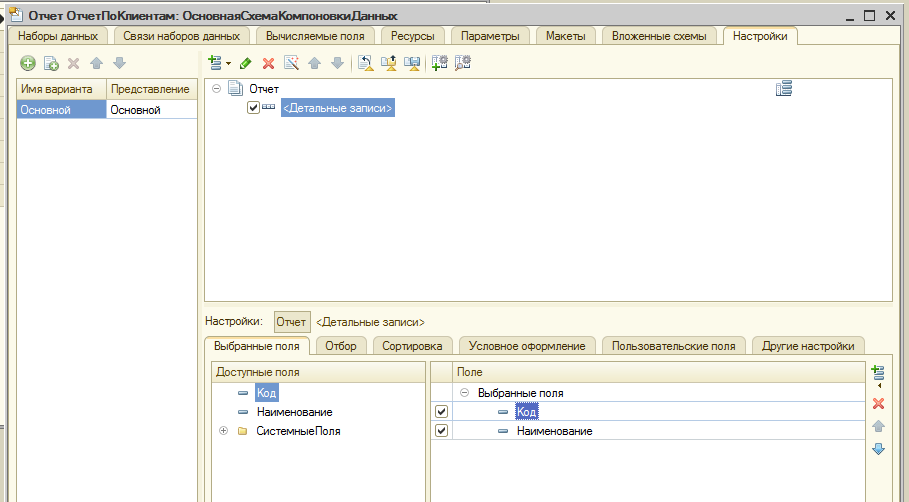 Отчет ОтчетПоКлиентам: ОсновнаяСхемаКомпоновкиДанных
Наборы данных Связи наборов данных Вычисляемые поля Ресурсы Параметры Макеты Вложенные схемы Настройки
Имя варианта Представление
Основной Основной
Отчет
<Детальные записи>
Настройки: Отчет <Детальные записи>
Выбранные поля Отбор Сортировка Условное оформление Пользовательские поля Другие настройки
Доступные поля
Код
Наименование
СистемныеПоля
Поле
Выбранные поля
Код
Наименование